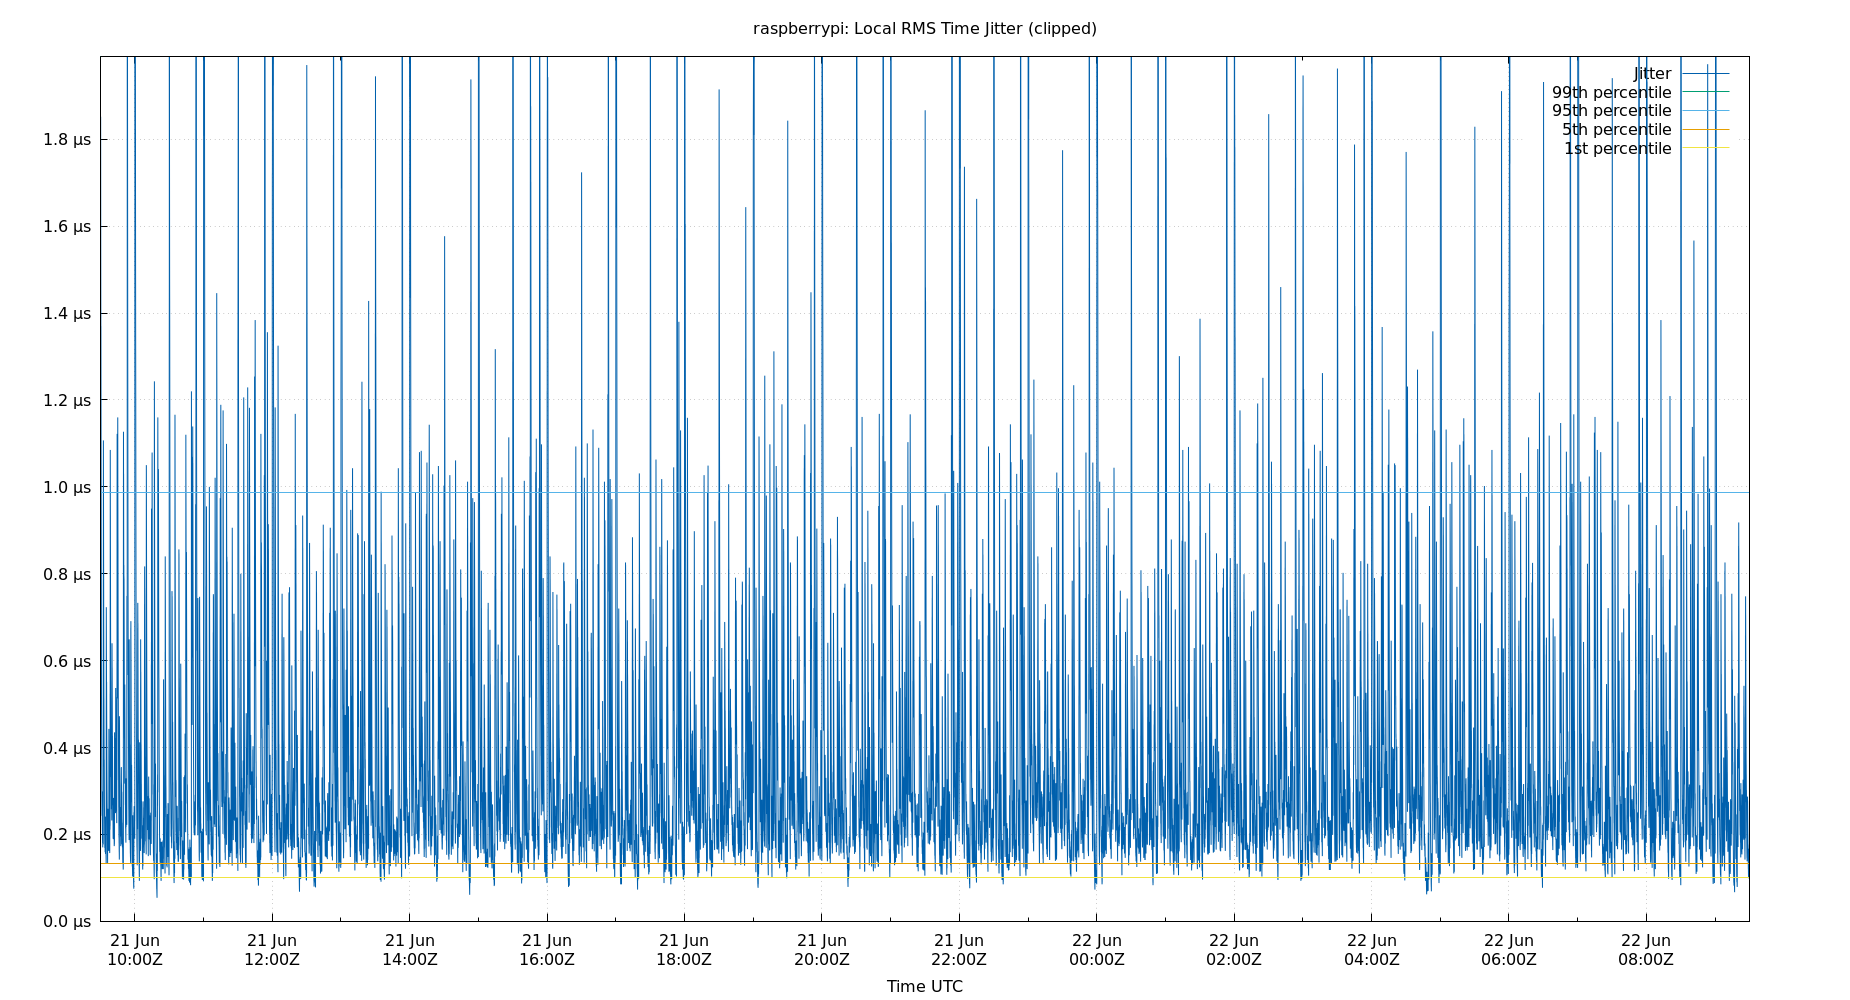 raspberrypi: Local RMS Time Jitter (clipped)
Jitter
99th percentile
95th percentile
5th percentile
1st percentile
1.8 µs
1.6 µs
1.4 µs
1.2 µs
1.0 µs
0.8 µs
0.6 µs
0.4 µs
0.2 µs
0.0 µs
21 Jun 21 Jun 21 Jun 21 Jun 21 Jun 21 Jun 21 Jun 22 Jun 22 Jun 22 Jun 22 Jun 22 Jun
10:00Z 12:00Z 14:00Z 16:00Z 18:00Z 20:00Z 22:00Z 00:00Z 02:00Z 04:00Z 06:00Z 08:00Z
Time UTC